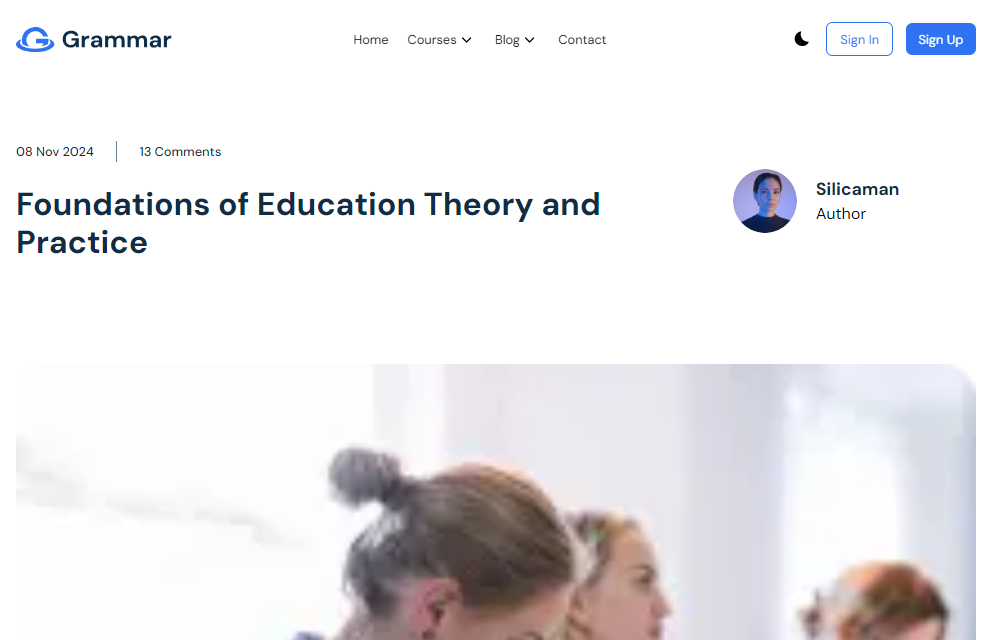 Grammar
Home Courses Blog Contact
Sign In Sign Up
08 Nov 2024 13 Comments
Foundations of Education Theory and
Practice
Silicaman
Author